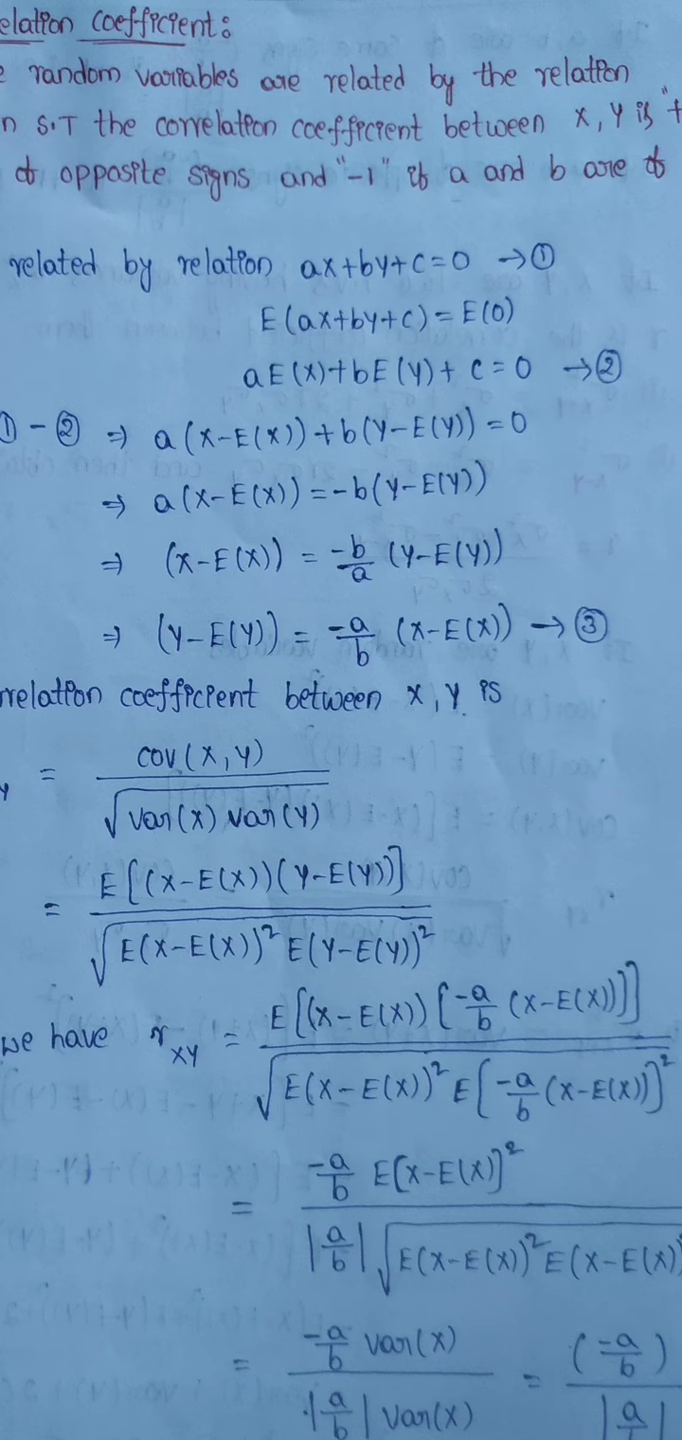 elation coefficient:
e random variables are related by the relation
n S.T the correlation coefficient between X, Y is "+
of opposite signs and "-1" if a and b are of
related by relation ax+by+c=0 → ①
E(ax+by+c) = E(0)
aE(x)+bE(y)+ c = 0 → ②
① - ② ⇒ a(x-E(x))+b(y-E(y)) = 0
⇒ a(x-E(x)) = -b(y-E(y))
⇒ (x-E(x)) = -b/a (y-E(y))
⇒ (y-E(y)) = -a/b (x-E(x)) → ③
rrelation coefficient between x, y is
y = cov(x,y) / √var(x) var(y)
= E[(x-E(x))(y-E(y))] / √E(x-E(x))² E(y-E(y))²
we have r_XY = E[(x-E(x)) [-a/b (x-E(x))]] / √E(x-E(x))² E[-a/b (x-E(x))]²
= -a/b E[x-E(x)]² / |a/b| √E(x-E(x))² E(x-E(x)
= -a/b var(x) / |a/b| var(x) = (-a/b) / |a